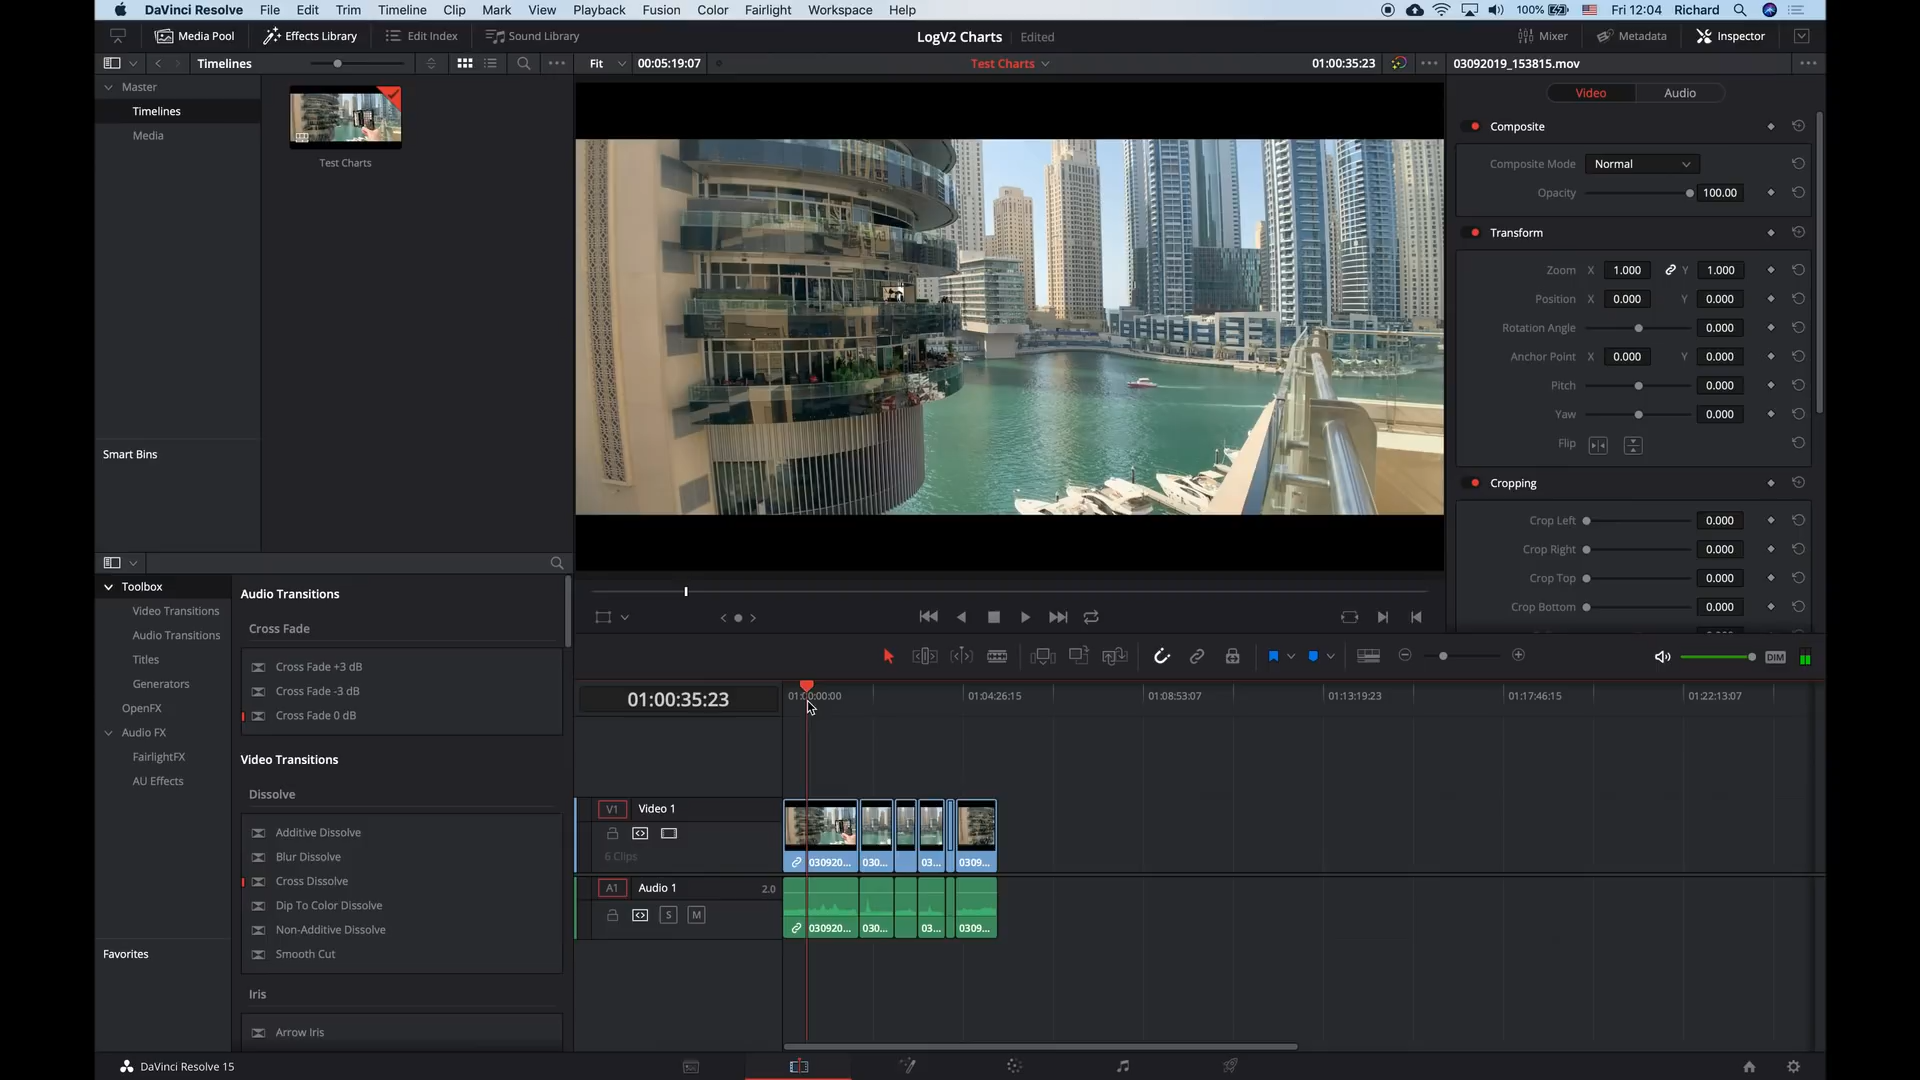 DaVinci Resolve File Edit Trim Timeline Clip Mark View Playback Fusion Color Fairlight Workspace Help 100% Fri 12:04 Richard
Media Pool Effects Library Edit Index Sound Library LogV2 Charts Edited Mixer Metadata Inspector
Timelines Fit 00:05:19:07 Test Charts 01:00:35:23 03092019_153815.mov
Master
Timelines
Media
Test Charts
Smart Bins
Video Audio
Composite
Composite Mode Normal
Opacity 100.00
Transform
Zoom X 1.000 Y 1.000
Position X 0.000 Y 0.000
Rotation Angle 0.000
Anchor Point X 0.000 Y 0.000
Pitch 0.000
Yaw 0.000
Flip
Cropping
Crop Left 0.000
Crop Right 0.000
Crop Top 0.000
Crop Bottom 0.000
Toolbox
Video Transitions
Audio Transitions
Titles
Generators
OpenFX
Audio FX
FairlightFX
AU Effects
Favorites
Audio Transitions
Cross Fade
Cross Fade +3 dB
Cross Fade -3 dB
Cross Fade 0 dB
Video Transitions
Dissolve
Additive Dissolve
Blur Dissolve
Cross Dissolve
Dip To Color Dissolve
Non-Additive Dissolve
Smooth Cut
Iris
Arrow Iris
DIM
01:00:35:23 01:00:00:00 01:04:26:15 01:08:53:07 01:13:19:23 01:17:46:15 01:22:13:07
V1 Video 1
6 Clips
030920... 030... 03... 0309...
A1 Audio 1 2.0
S M
030920... 030... 03... 0309...
DaVinci Resolve 15